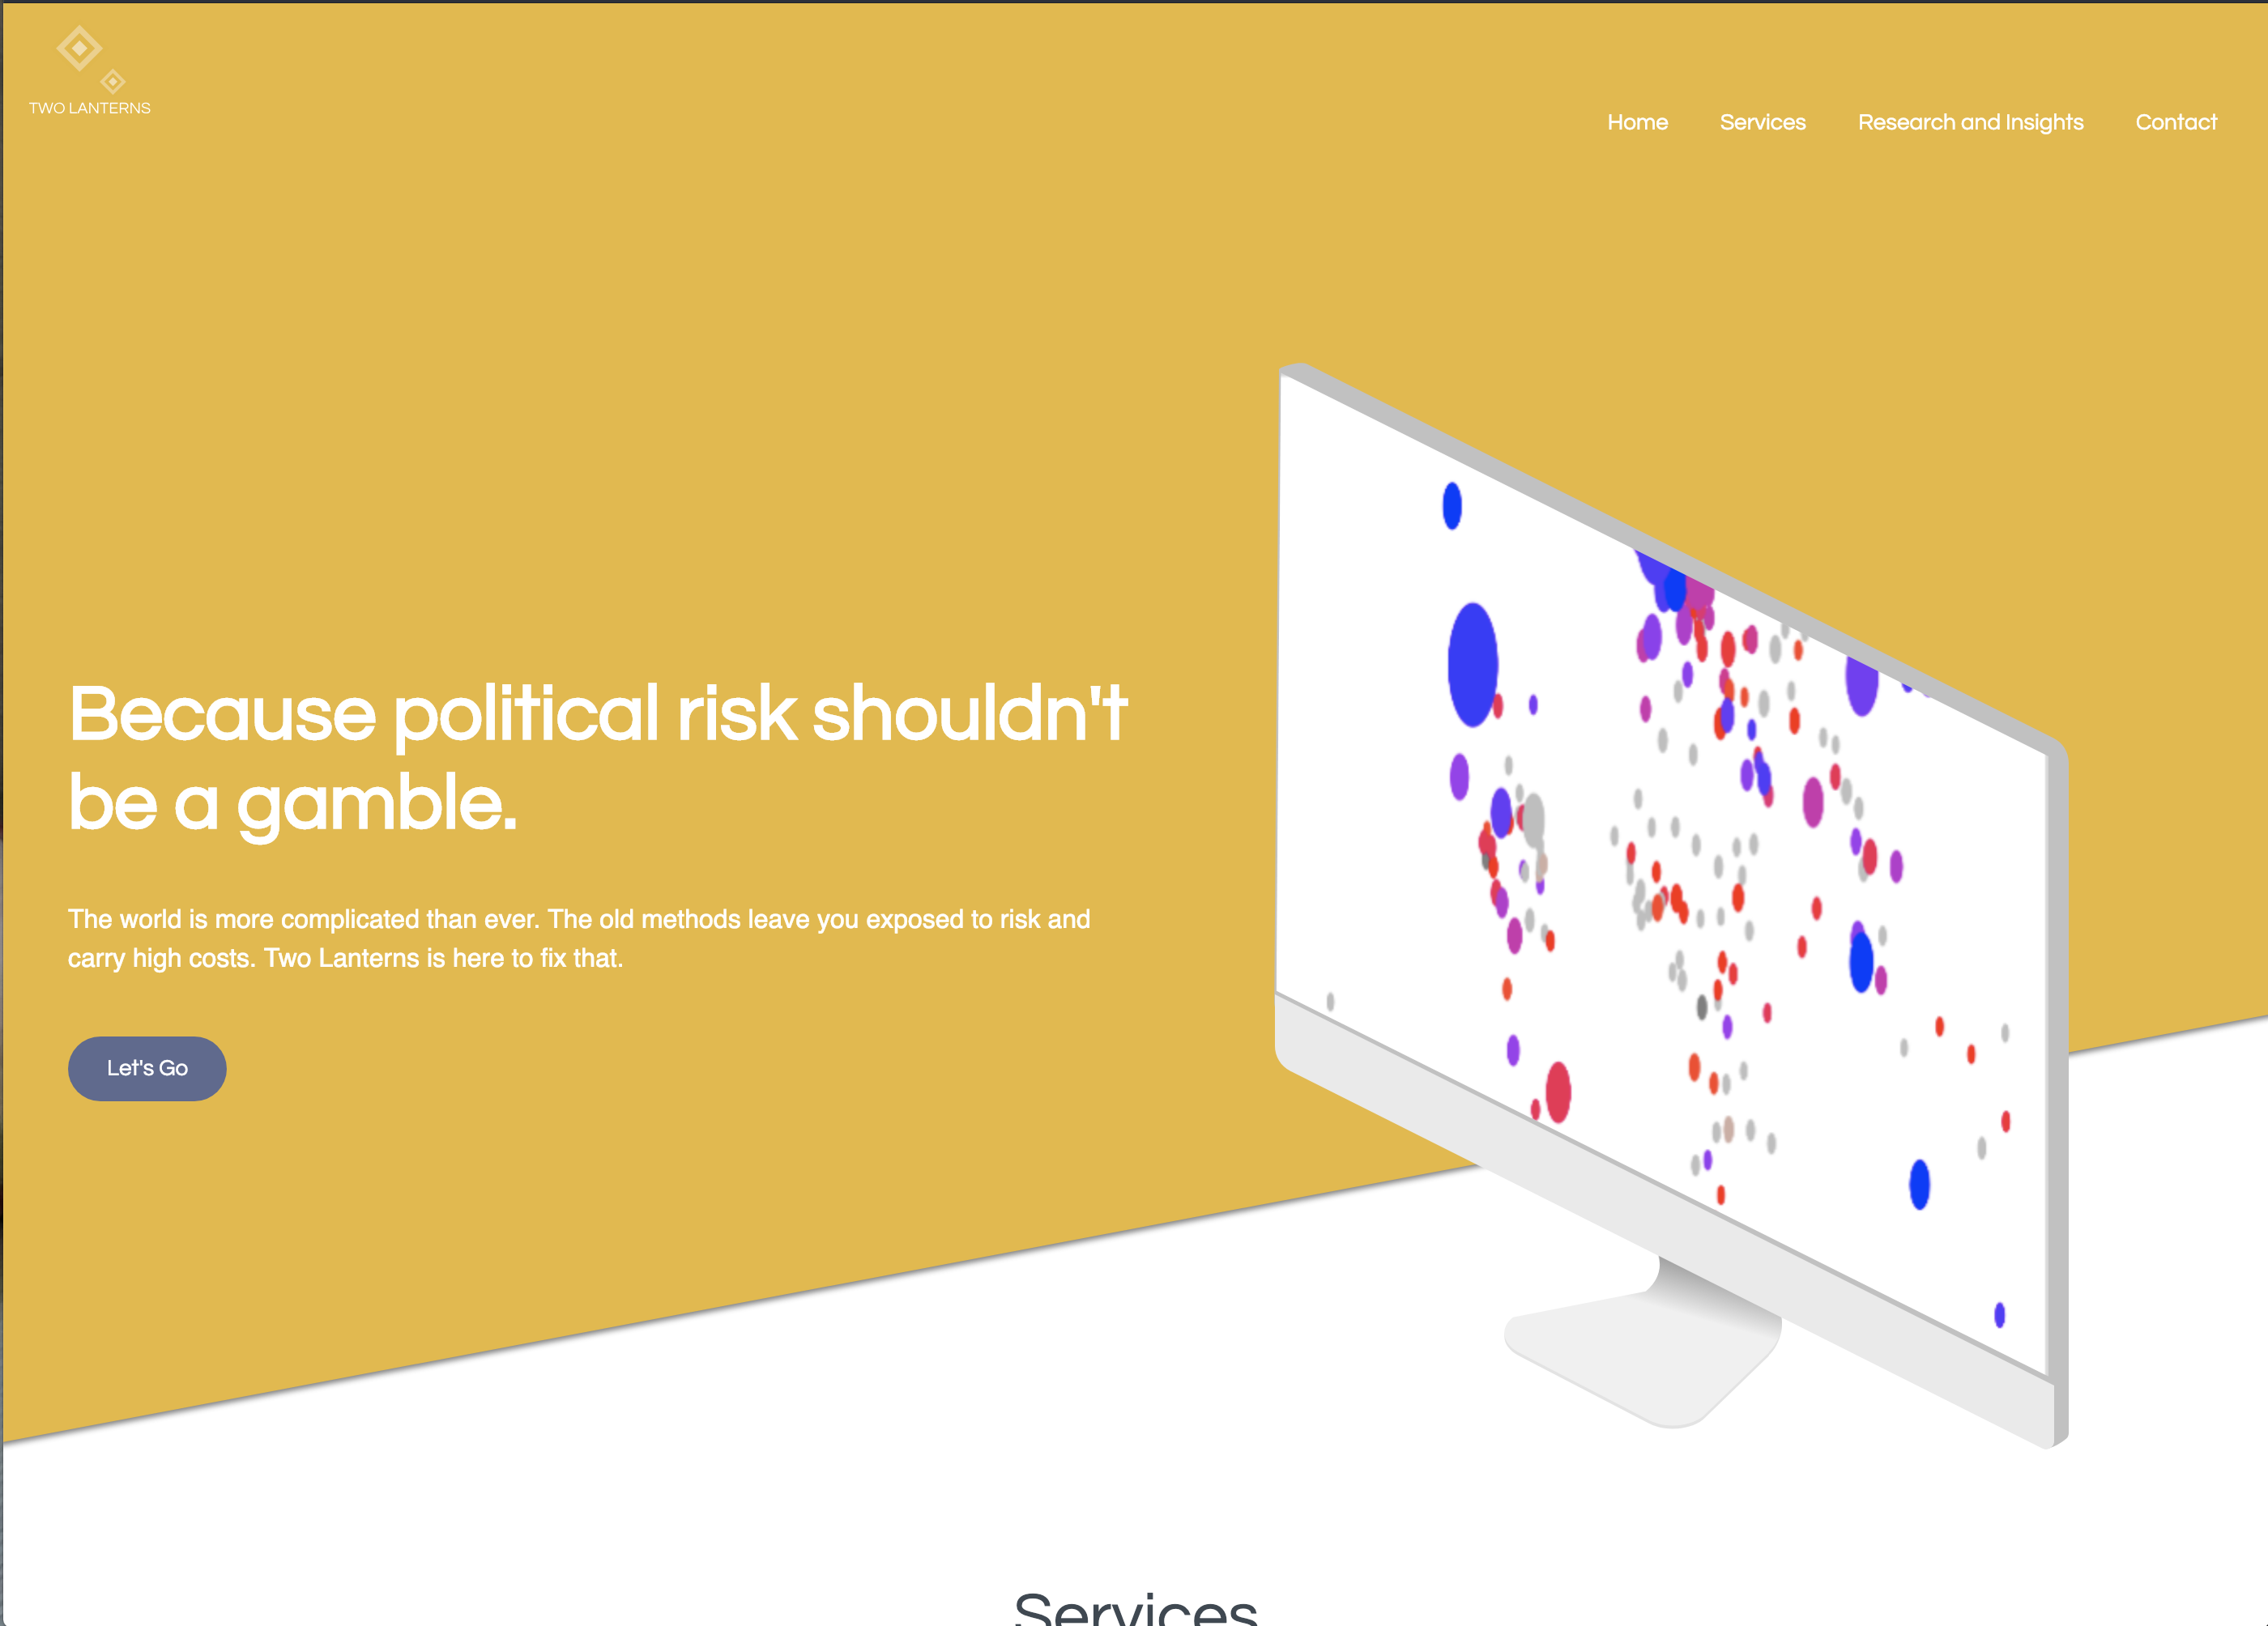 TWO LANTERNS
Home Services Research and Insights Contact
Because political risk shouldn't
be a gamble.
The world is more complicated than ever. The old methods leave you exposed to risk and
carry high costs. Two Lanterns is here to fix that.
Let's Go
Services